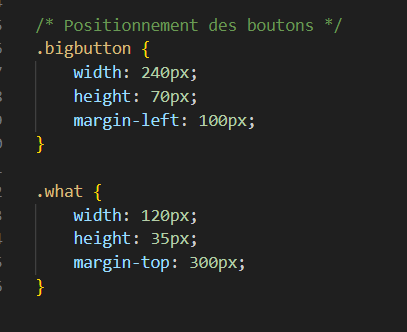 /* Positionnement des boutons */
.bigbutton {
width: 240px;
height: 70px;
margin-left: 100px;
}
.what {
width: 120px;
height: 35px;
margin-top: 300px;
}